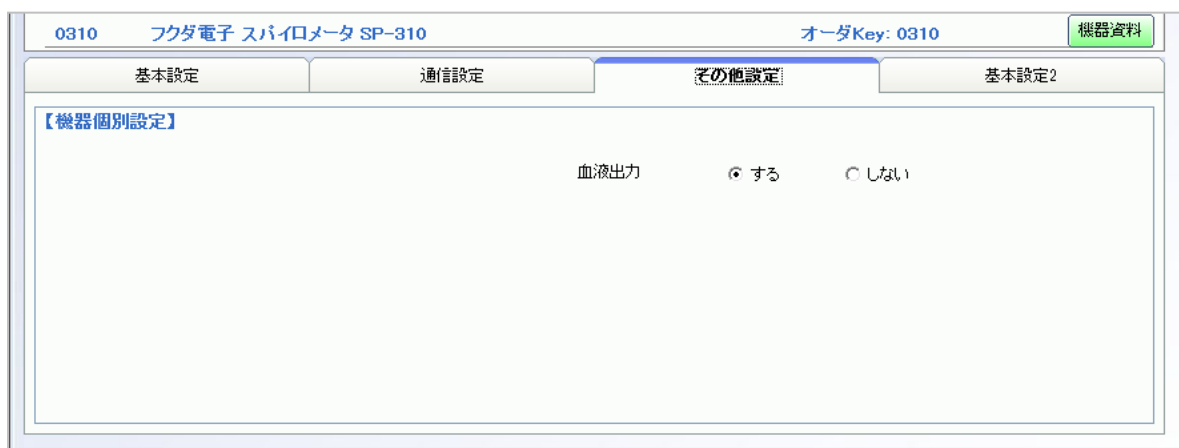 0310 フクダ電子 スパイロメータ SP-310 オーダKey: 0310 機器資料
基本設定 通信設定 その他設定 基本設定2
【機器個別設定】
血液出力 する しない